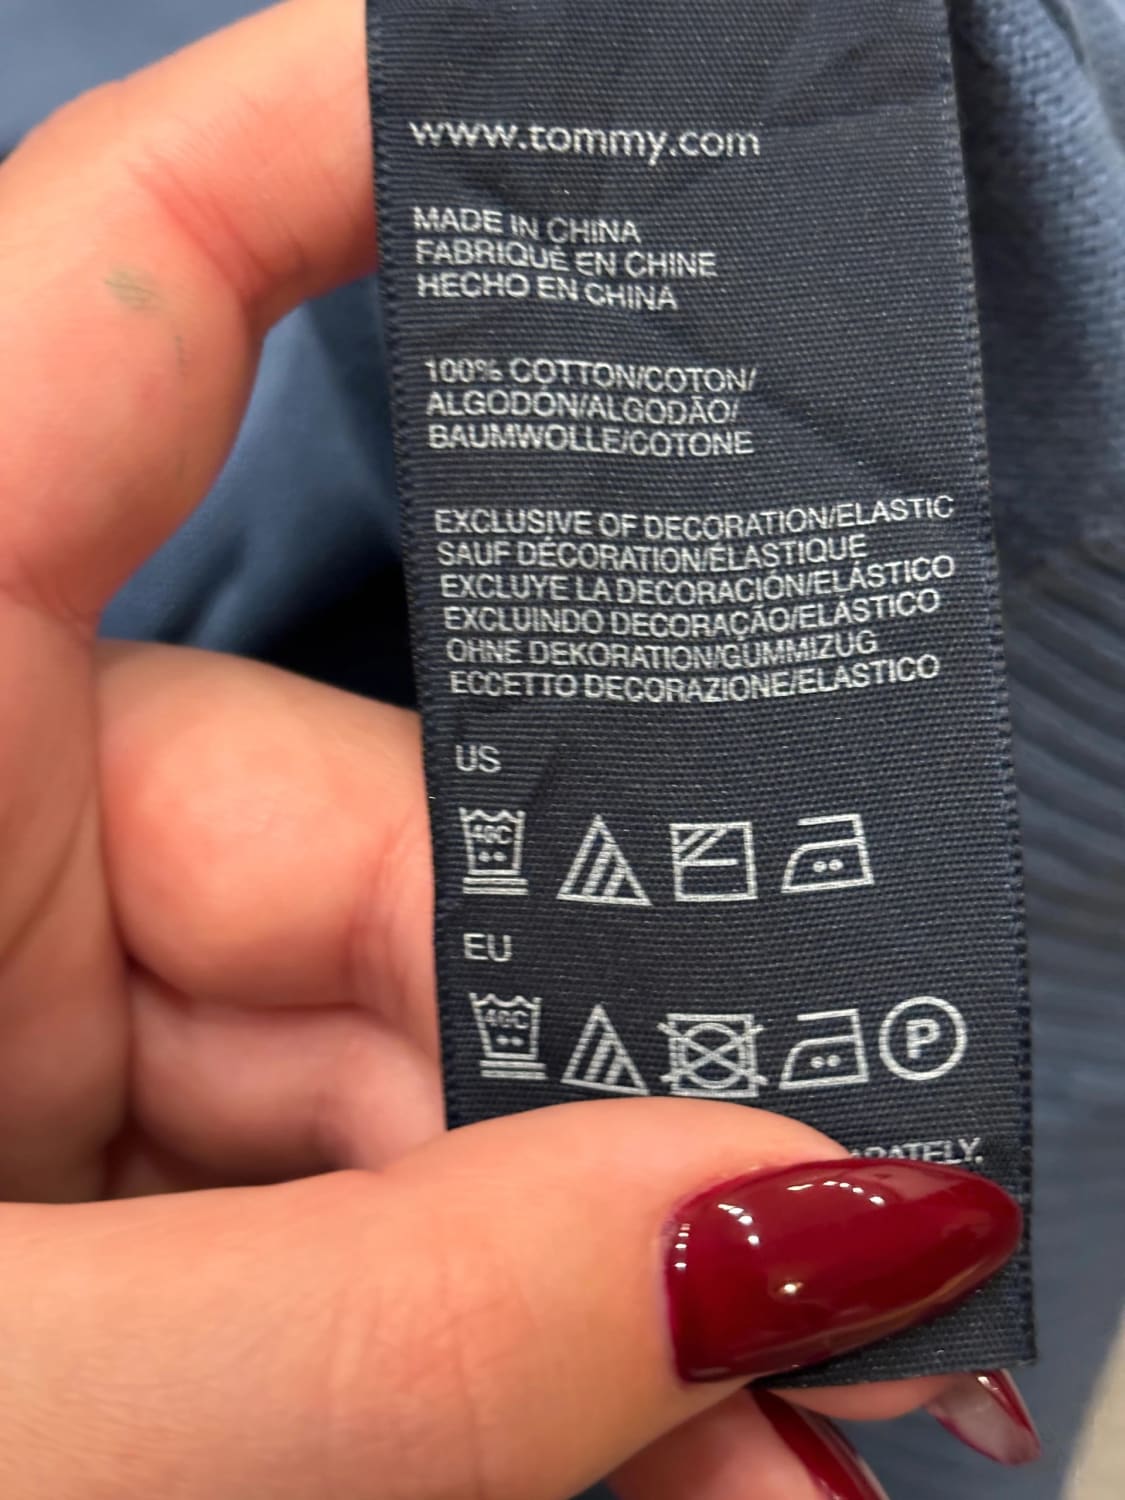 www.tommy.com
MADE IN CHINA
FABRIQUÉ EN CHINE
HECHO EN CHINA
100% COTTON/COTON/
ALGODÓN/ALGODÃO/
BAUMWOLLE/COTONE
EXCLUSIVE OF DECORATION/ELASTIC
SAUF DÉCORATION/ÉLASTIQUE
EXCLUYE LA DECORACIÓN/ELÁSTICO
EXCLUINDO DECORAÇÃO/ELÁSTICO
OHNE DEKORATION/GUMMIZUG
ECCETTO DECORAZIONE/ELASTICO
US
40C
EU
40C P